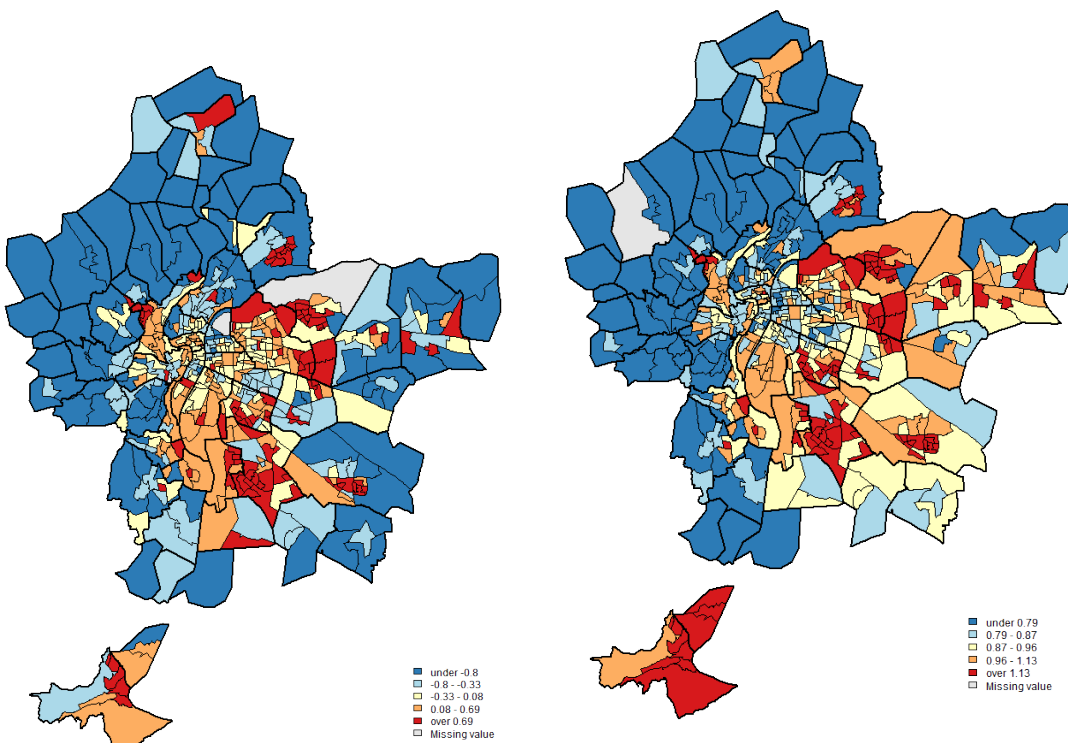 under -0.8
-0.8 - -0.33
-0.33 - 0.08
0.08 - 0.69
over 0.69
Missing value
under 0.79
0.79 - 0.87
0.87 - 0.96
0.96 - 1.13
over 1.13
Missing value